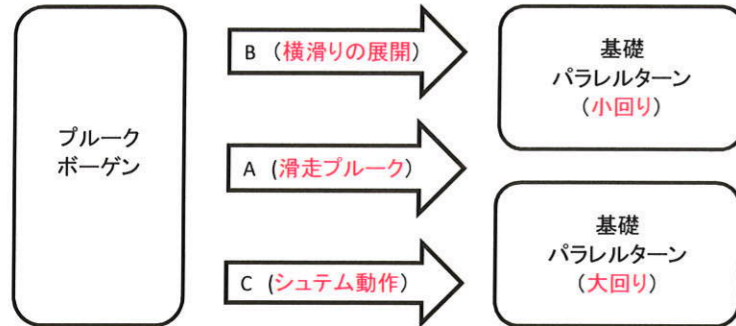 プルーク
ボーゲン
B （横滑りの展開）
A （滑走プルーク）
C （シュテム動作）
基礎
パラレルターン
（小回り）
基礎
パラレルターン
（大回り）